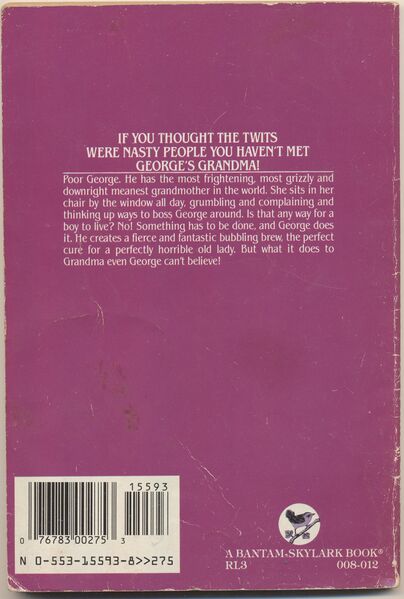 IF YOU THOUGHT THE TWITS
WERE NASTY PEOPLE YOU HAVEN'T MET
GEORGE'S GRANDMA!
Poor George. He has the most frightening, most grizzly and
downright meanest grandmother in the world. She sits in her
chair by the window all day, grumbling and complaining and
thinking up ways to boss George around. Is that any way for a
boy to live? No! Something has to be done, and George does
it. He creates a fierce and fantastic bubbling brew, the perfect
cure for a perfectly horrible old lady. But what it does to
Grandma even George can't believe!
15593
0 76783 00275 3
N 0-553-15593-8>>275
A BANTAM-SKYLARK BOOK®
RL3 008-012